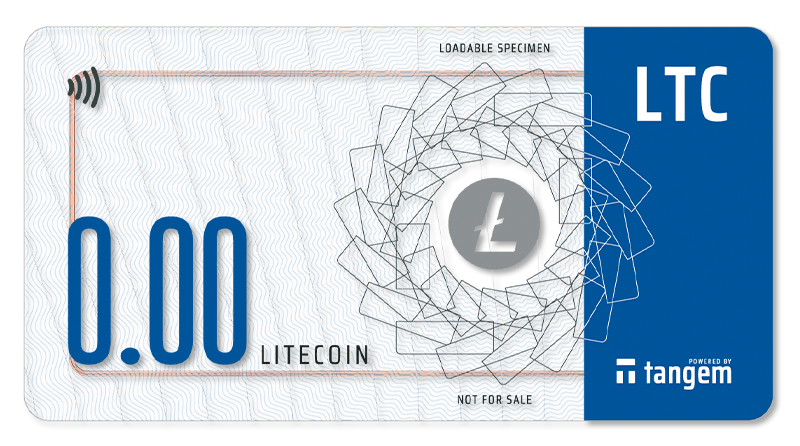 LOADABLE SPECIMEN
LTC
0.00 LITECOIN
POWERED BY
tangem
NOT FOR SALE